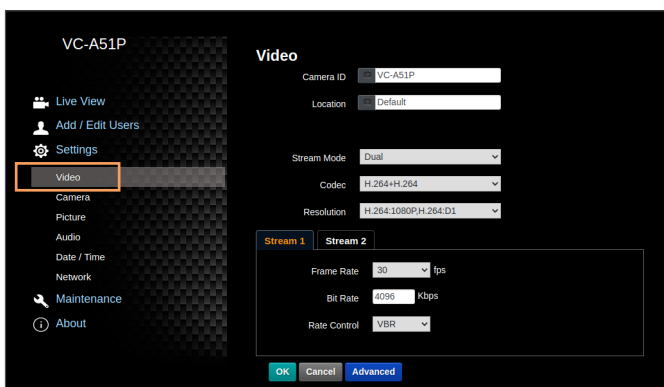 VC-A51P
Live View
Add / Edit Users
Settings
Video
Camera
Picture
Audio
Date / Time
Network
Maintenance
About
Video
Camera ID VC-A51P
Location Default
Stream Mode Dual
Codec H.264+H.264
Resolution H.264:1080P,H.264:D1
Stream 1 Stream 2
Frame Rate 30 fps
Bit Rate 4096 Kbps
Rate Control VBR
OK Cancel Advanced